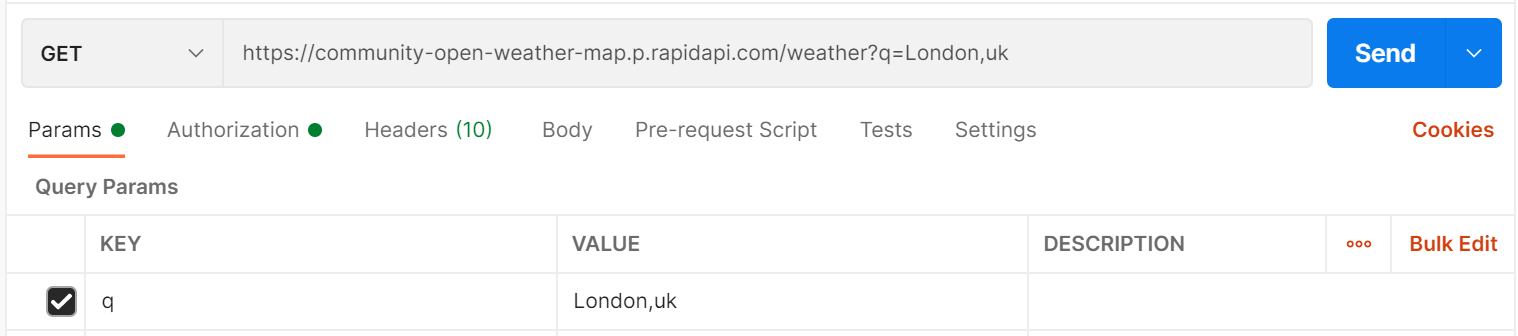 GET https://community-open-weather-map.p.rapidapi.com/weather?q=London,uk Send
Params Authorization Headers (10) Body Pre-request Script Tests Settings Cookies
Query Params
KEY VALUE DESCRIPTION Bulk Edit
q London,uk